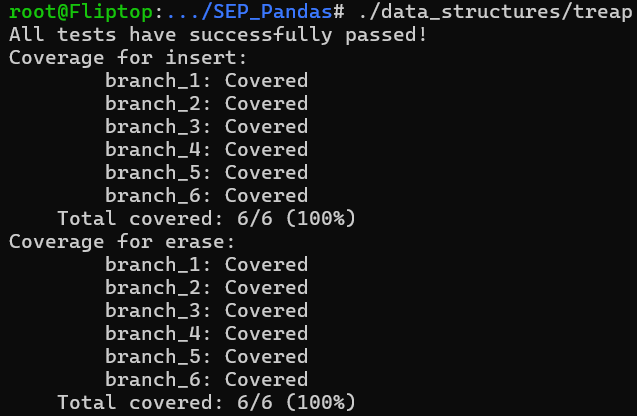 root@Fliptop:.../SEP_Pandas# ./data_structures/treap
All tests have successfully passed!
Coverage for insert:
        branch_1: Covered
        branch_2: Covered
        branch_3: Covered
        branch_4: Covered
        branch_5: Covered
        branch_6: Covered
    Total covered: 6/6 (100%)
Coverage for erase:
        branch_1: Covered
        branch_2: Covered
        branch_3: Covered
        branch_4: Covered
        branch_5: Covered
        branch_6: Covered
    Total covered: 6/6 (100%)